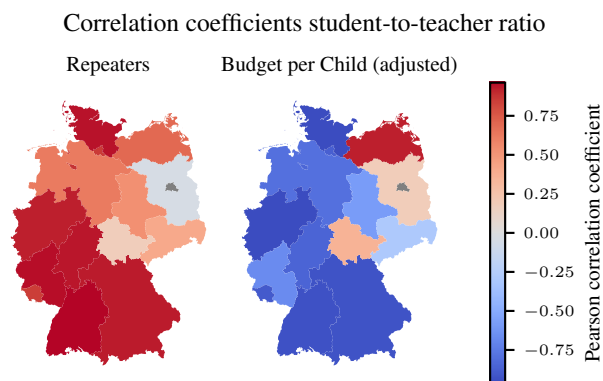 Correlation coefficients student-to-teacher ratio
Repeaters
Budget per Child (adjusted)
0.75
0.50
0.25
0.00
−0.25
−0.50
−0.75
Pearson correlation coefficient